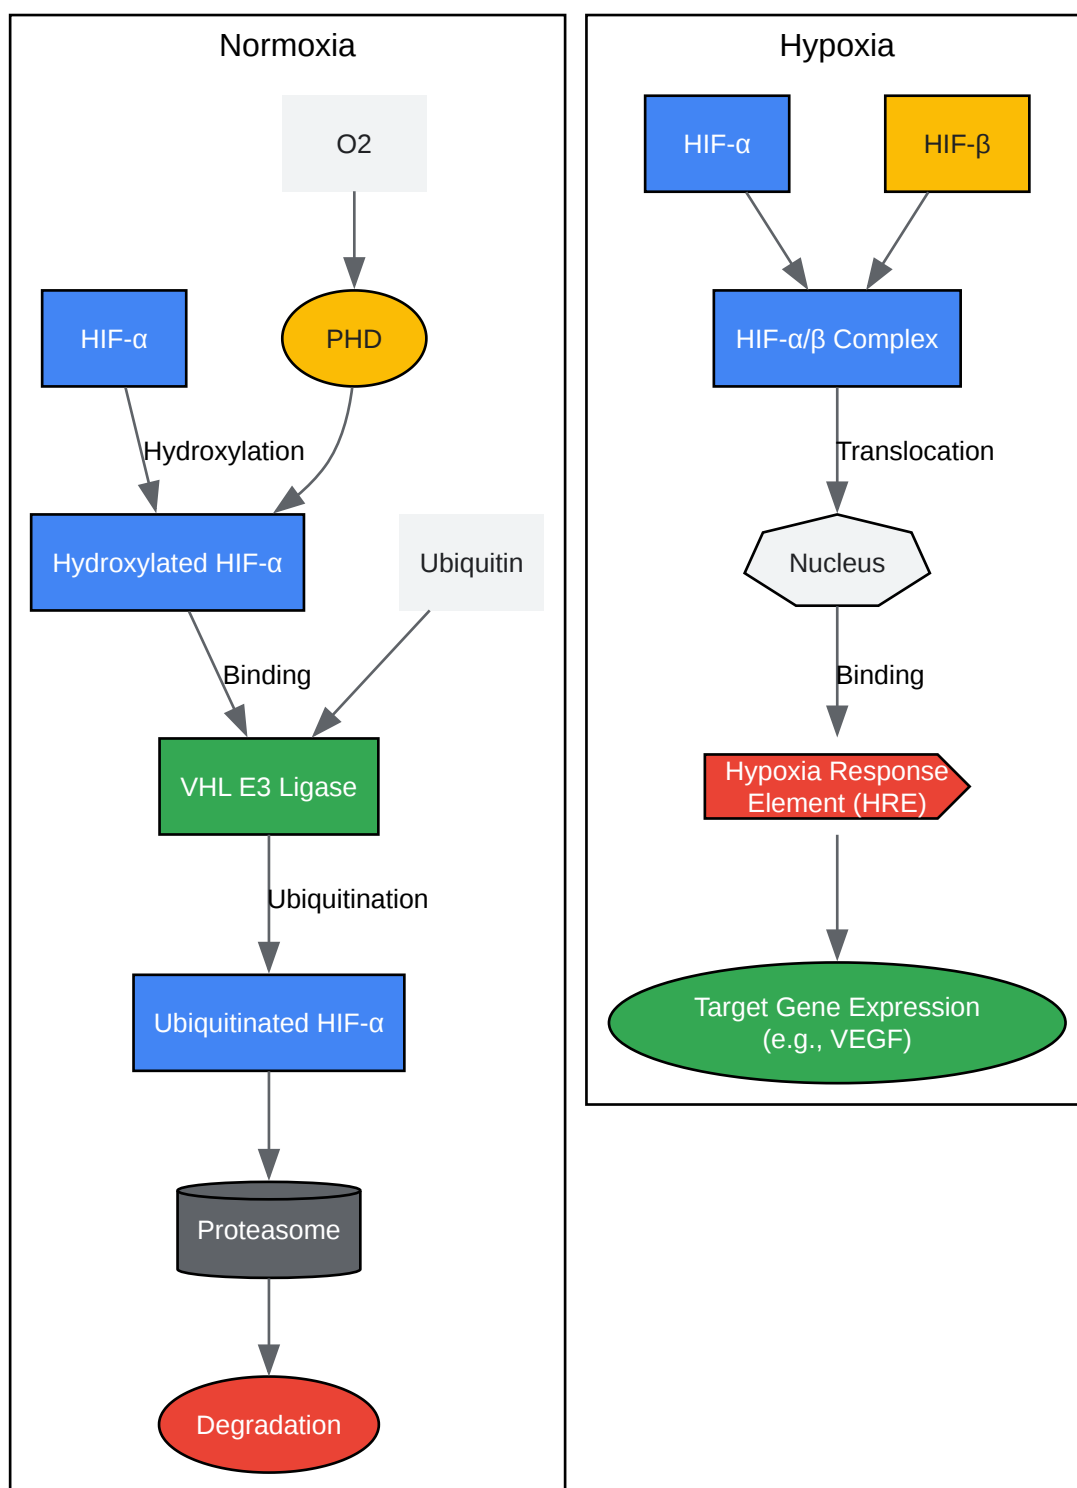 Normoxia
O2
HIF-α
PHD
Hydroxylation
Hydroxylated HIF-α
Ubiquitin
Binding
VHL E3 Ligase
Ubiquitination
Ubiquitinated HIF-α
Proteasome
Degradation
Hypoxia
HIF-α
HIF-β
HIF-α/β Complex
Translocation
Nucleus
Binding
Hypoxia Response
Element (HRE)
Target Gene Expression
(e.g., VEGF)